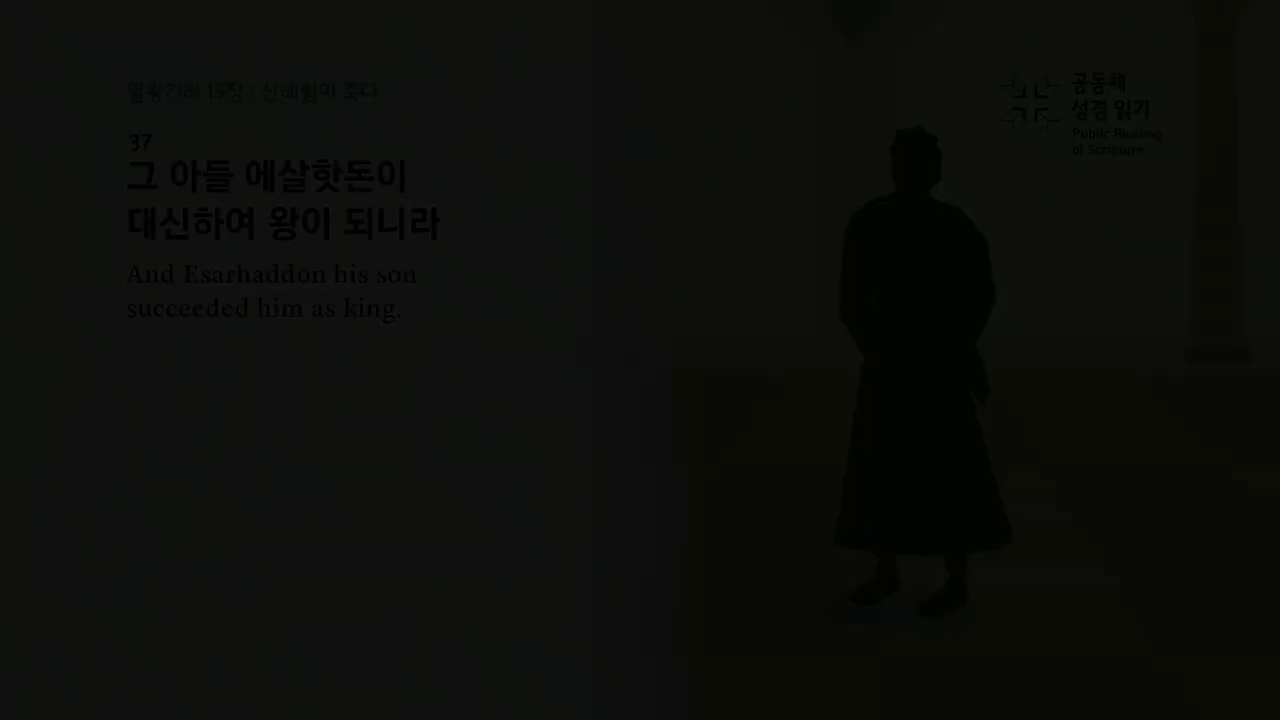 열왕기하 19장 : 산헤립이 죽다
37
그 아들 에살핫돈이
대신하여 왕이 되니라
And Esarhaddon his son
succeeded him as king.
공동체
성경 읽기
Public Reading
of Scripture